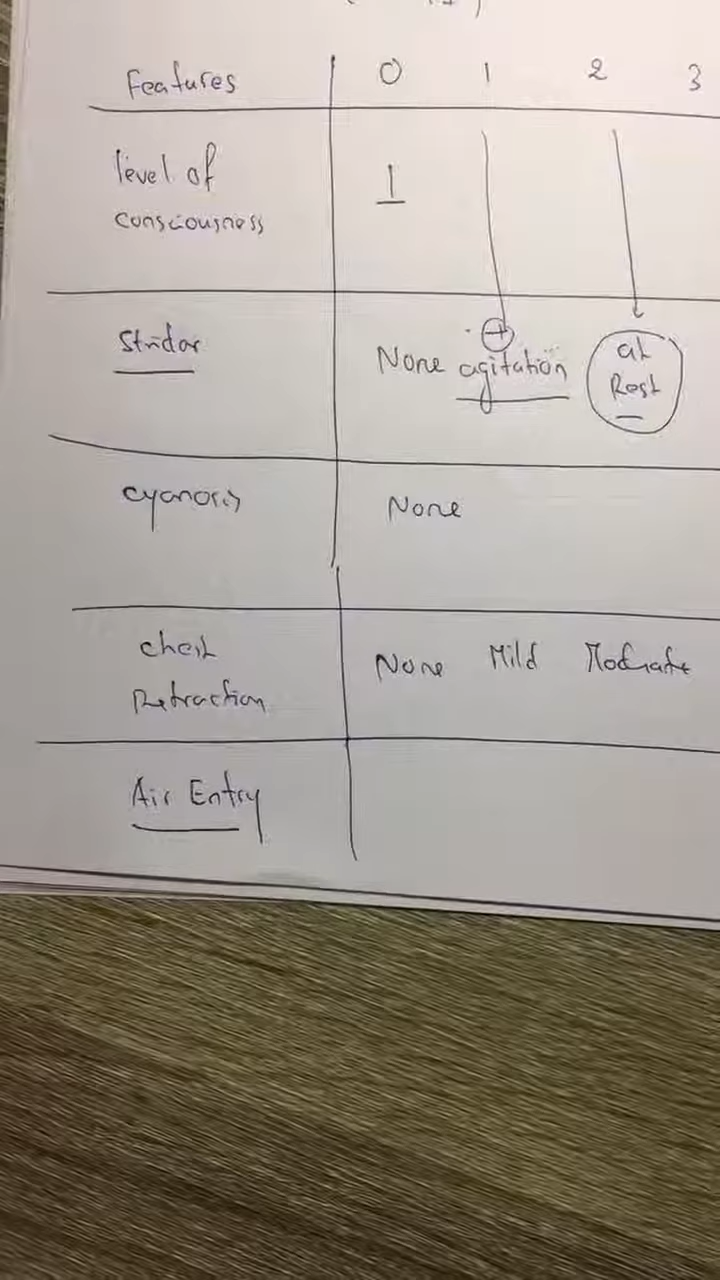 Features 0 1 2 3
level of
consciousness
⊥
Stridor
None
+
agitation
at
Rest
cyanosis None
chest
Retraction
None Mild Moderate
Air Entry